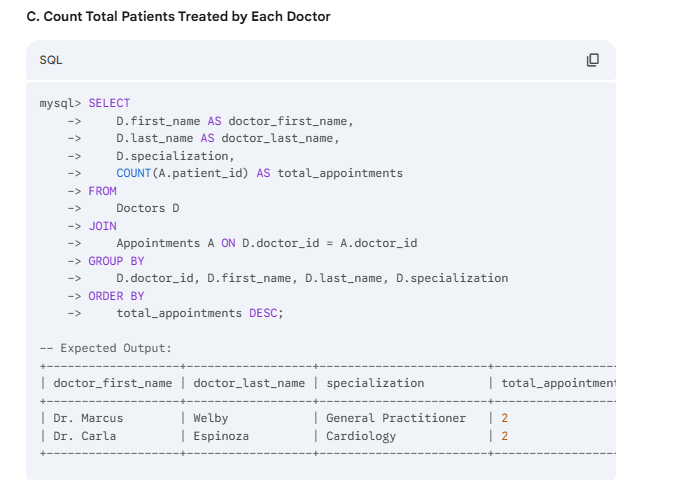 C. Count Total Patients Treated by Each Doctor
SQL
mysql> SELECT
    ->     D.first_name AS doctor_first_name,
    ->     D.last_name AS doctor_last_name,
    ->     D.specialization,
    ->     COUNT(A.patient_id) AS total_appointments
    -> FROM
    ->     Doctors D
    -> JOIN
    ->     Appointments A ON D.doctor_id = A.doctor_id
    -> GROUP BY
    ->     D.doctor_id, D.first_name, D.last_name, D.specialization
    -> ORDER BY
    ->     total_appointments DESC;
-- Expected Output:
+-------------------+------------------+------------------------+-----------------
| doctor_first_name | doctor_last_name | specialization         | total_appointment
+-------------------+------------------+------------------------+-----------------
| Dr. Marcus        | Welby            | General Practitioner   | 2
| Dr. Carla         | Espinoza         | Cardiology             | 2
+-------------------+------------------+------------------------+-----------------